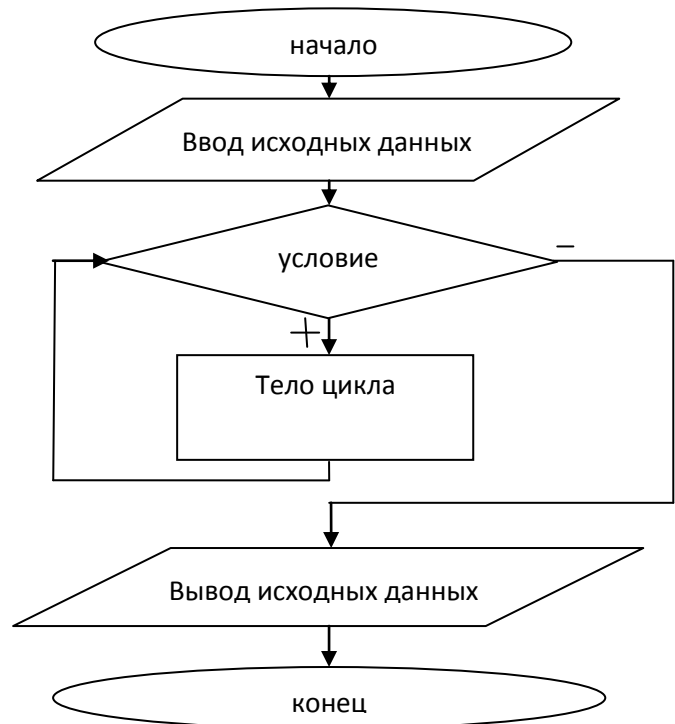 начало
Ввод исходных данных
условие
−
+
Тело цикла
Вывод исходных данных
конец